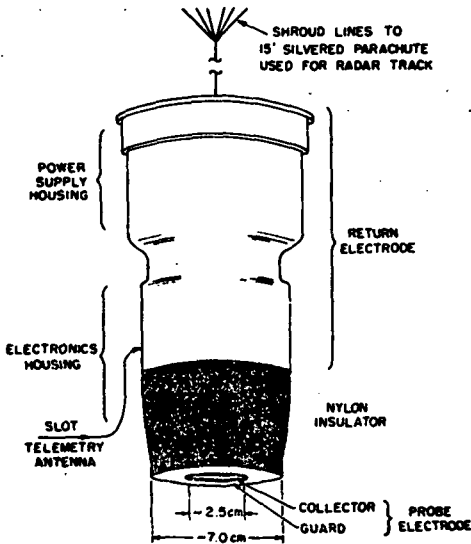 SHROUD LINES TO
15' SILVERED PARACHUTE
USED FOR RADAR TRACK
POWER
SUPPLY
HOUSING
RETURN
ELECTRODE
ELECTRONICS
HOUSING
SLOT
TELEMETRY
ANTENNA
NYLON
INSULATOR
~2.5cm
COLLECTOR
GUARD
PROBE
ELECTRODE
~7.0cm